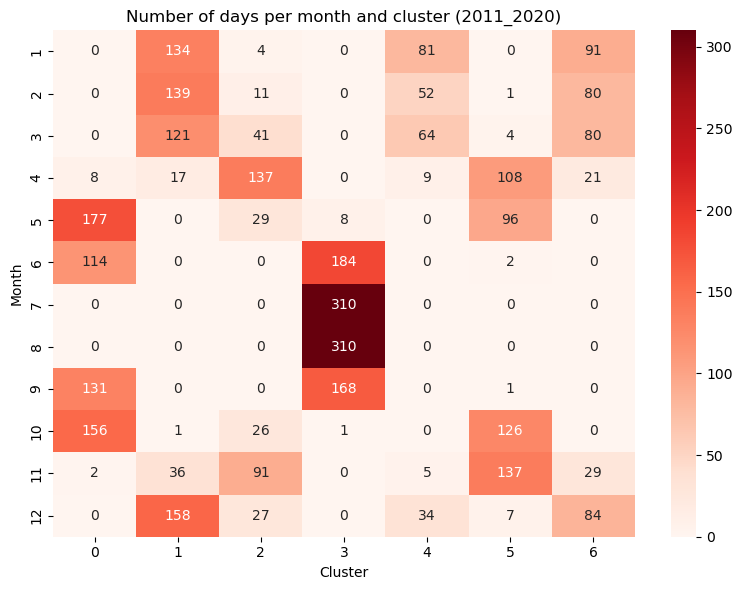 Number of days per month and cluster (2011_2020)
1 0 134 4 0 81 0 91
2 0 139 11 0 52 1 80
3 0 121 41 0 64 4 80
4 8 17 137 0 9 108 21
5 177 0 29 8 0 96 0
6 114 0 0 184 0 2 0
7 0 0 0 310 0 0 0
8 0 0 0 310 0 0 0
9 131 0 0 168 0 1 0
10 156 1 26 1 0 126 0
11 2 36 91 0 5 137 29
12 0 158 27 0 34 7 84
0 1 2 3 4 5 6
Cluster
Month
300
250
200
150
100
50
0